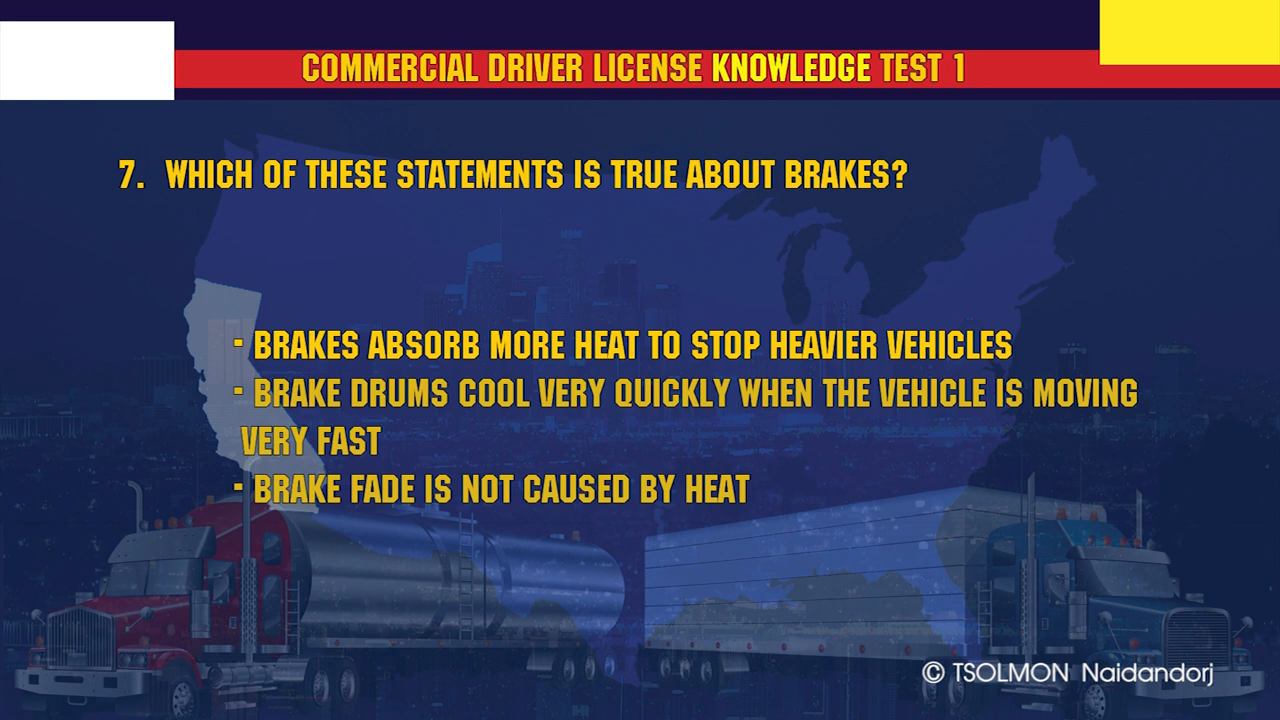 COMMERCIAL DRIVER LICENSE KNOWLEDGE TEST 1
7. WHICH OF THESE STATEMENTS IS TRUE ABOUT BRAKES?
- BRAKES ABSORB MORE HEAT TO STOP HEAVIER VEHICLES
- BRAKE DRUMS COOL VERY QUICKLY WHEN THE VEHICLE IS MOVING
VERY FAST
- BRAKE FADE IS NOT CAUSED BY HEAT
© TSOLMON Naidandorj